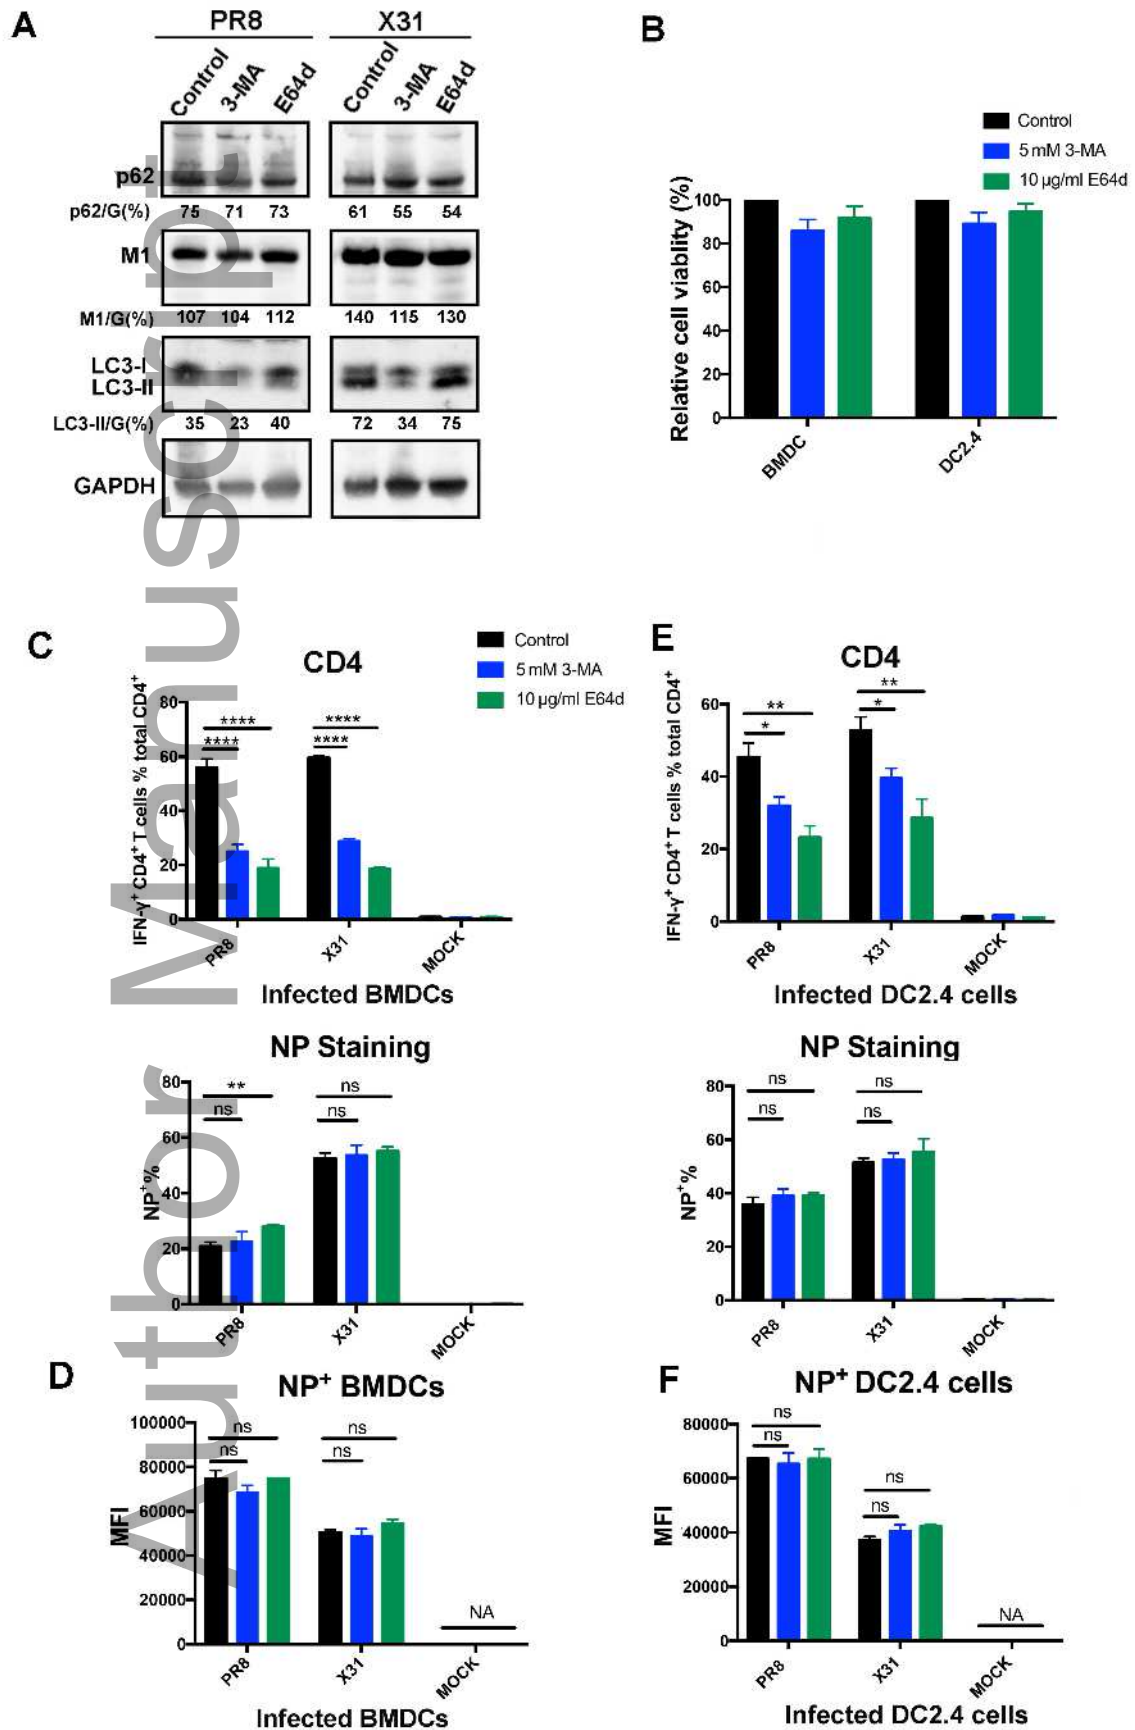 A
PR8 X31
Control 3-MA E64d Control 3-MA E64d
p62
p62/G(%) 75 71 73 61 55 54
M1
M1/G(%) 107 104 112 140 115 130
LC3-I
LC3-II
LC3-II/G(%) 35 23 40 72 34 75
GAPDH
B
Control
5 mM 3-MA
10 µg/ml E64d
Relative cell viablity (%)
100
80
60
40
20
0
BMDC DC2.4
C
CD4
Control
5 mM 3-MA
10 µg/ml E64d
IFN-γ+ CD4+ T cells % total CD4+
80
60
40
20
0
**** ****
**** ****
PR8 X31 MOCK
Infected BMDCs
NP Staining
NP+%
80
60
40
20
0
** ns
ns ns
PR8 X31 MOCK
D
NP+ BMDCs
MFI
100000
80000
60000
40000
20000
0
ns ns
ns ns
NA
PR8 X31 MOCK
Infected BMDCs
E
CD4
IFN-γ+ CD4+ T cells % total CD4+
60
40
20
0
** **
* *
PR8 X31 MOCK
Infected DC2.4 cells
NP Staining
NP+%
80
60
40
20
0
ns ns
ns ns
PR8 X31 MOCK
F
NP+ DC2.4 cells
MFI
80000
60000
40000
20000
0
ns ns
ns ns
NA
PR8 X31 MOCK
Infected DC2.4 cells
Author Manuscript